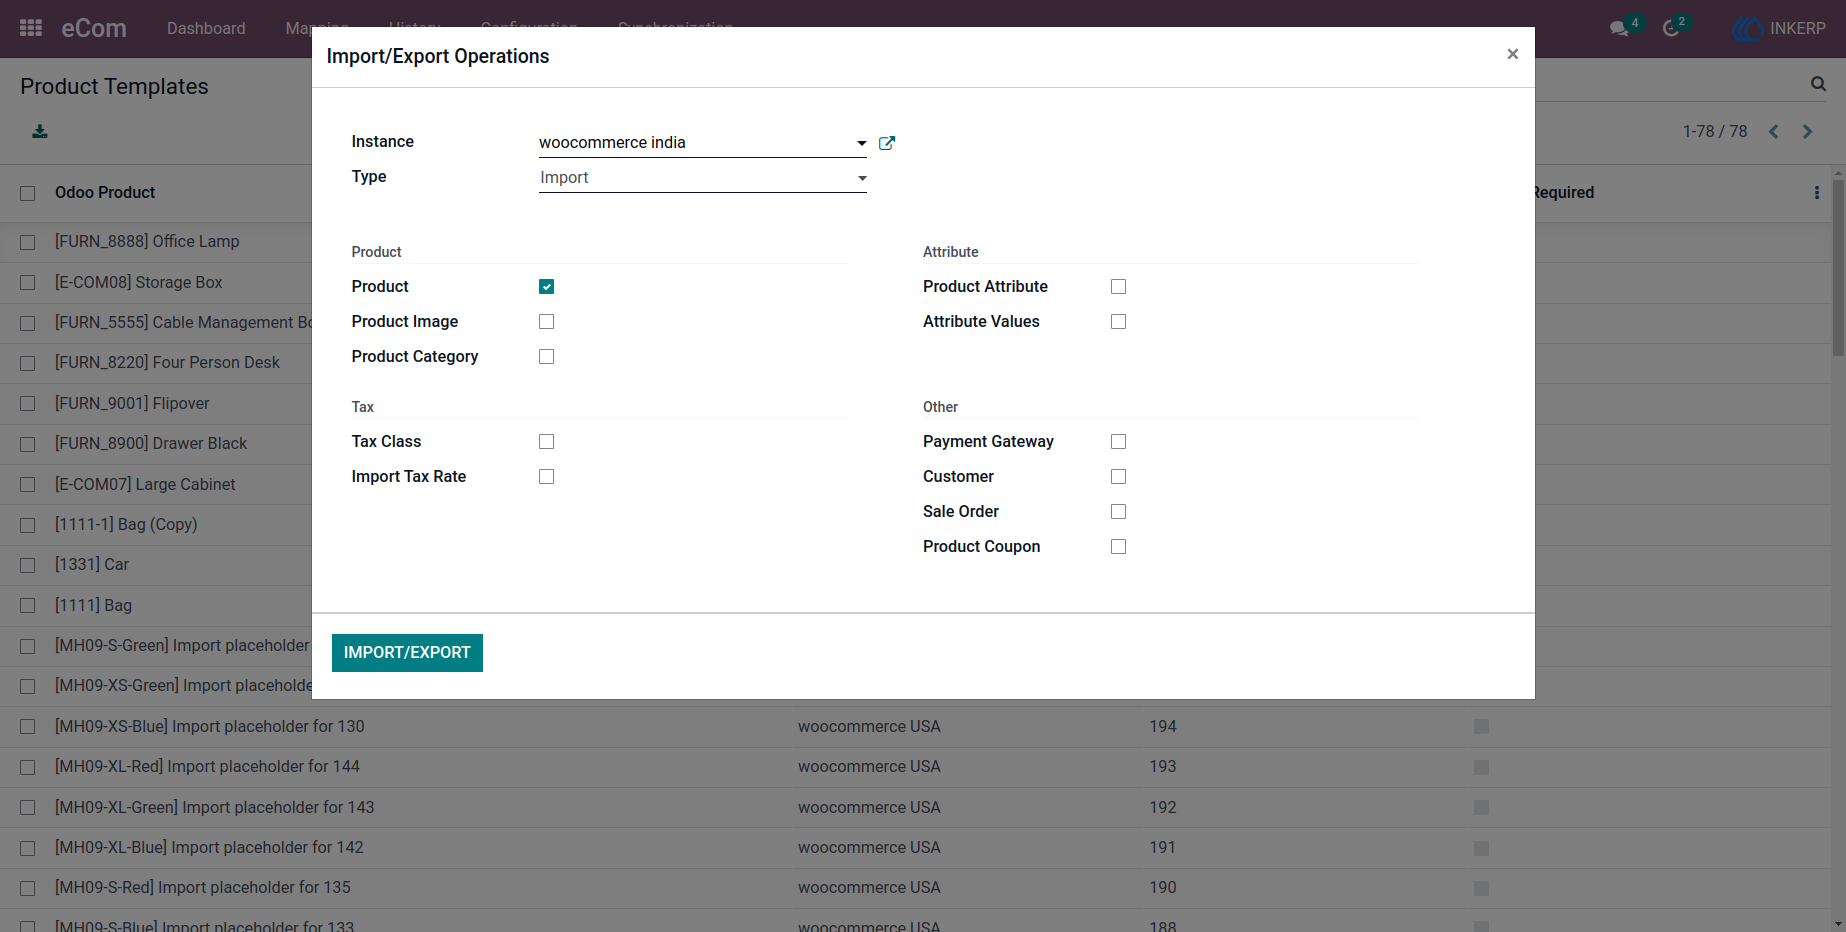 eCom Dashboard Mapping History Configuration Synchronization 4 2 INKERP
Import/Export Operations ×
Product Templates
1-78 / 78
Instance woocommerce india
Type Import
Odoo Product Required
Product Attribute
Product Product Attribute
Product Image Attribute Values
Product Category
Tax Other
Tax Class Payment Gateway
Import Tax Rate Customer
Sale Order
Product Coupon
IMPORT/EXPORT
[FURN_8888] Office Lamp
[E-COM08] Storage Box
[FURN_5555] Cable Management
[FURN_8220] Four Person Desk
[FURN_9001] Flipover
[FURN_8900] Drawer Black
[E-COM07] Large Cabinet
[1111-1] Bag (Copy)
[1331] Car
[1111] Bag
[MH09-S-Green] Import placeholder
[MH09-XS-Green] Import placeholde
[MH09-XS-Blue] Import placeholder for 130 woocommerce USA 194
[MH09-XL-Red] Import placeholder for 144 woocommerce USA 193
[MH09-XL-Green] Import placeholder for 143 woocommerce USA 192
[MH09-XL-Blue] Import placeholder for 142 woocommerce USA 191
[MH09-S-Red] Import placeholder for 135 woocommerce USA 190
[MH09-S-Blue] Import placeholder for 133 woocommerce USA 188